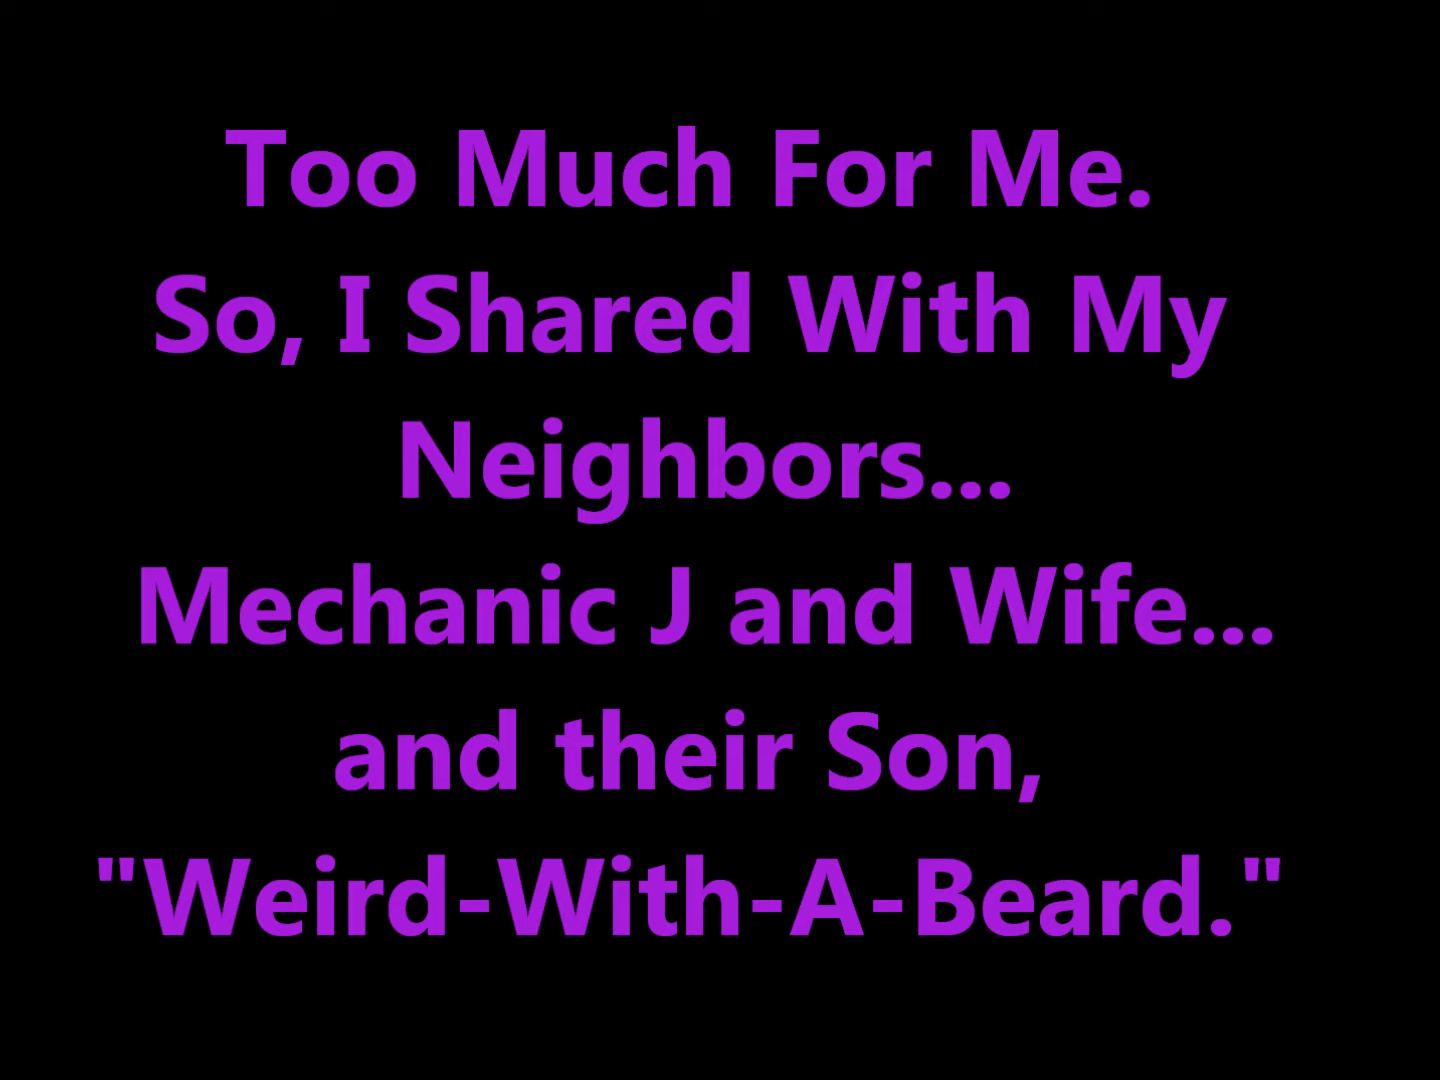 Too Much For Me.
So, I Shared With My
Neighbors...
Mechanic J and Wife...
and their Son,
"Weird-With-A-Beard."